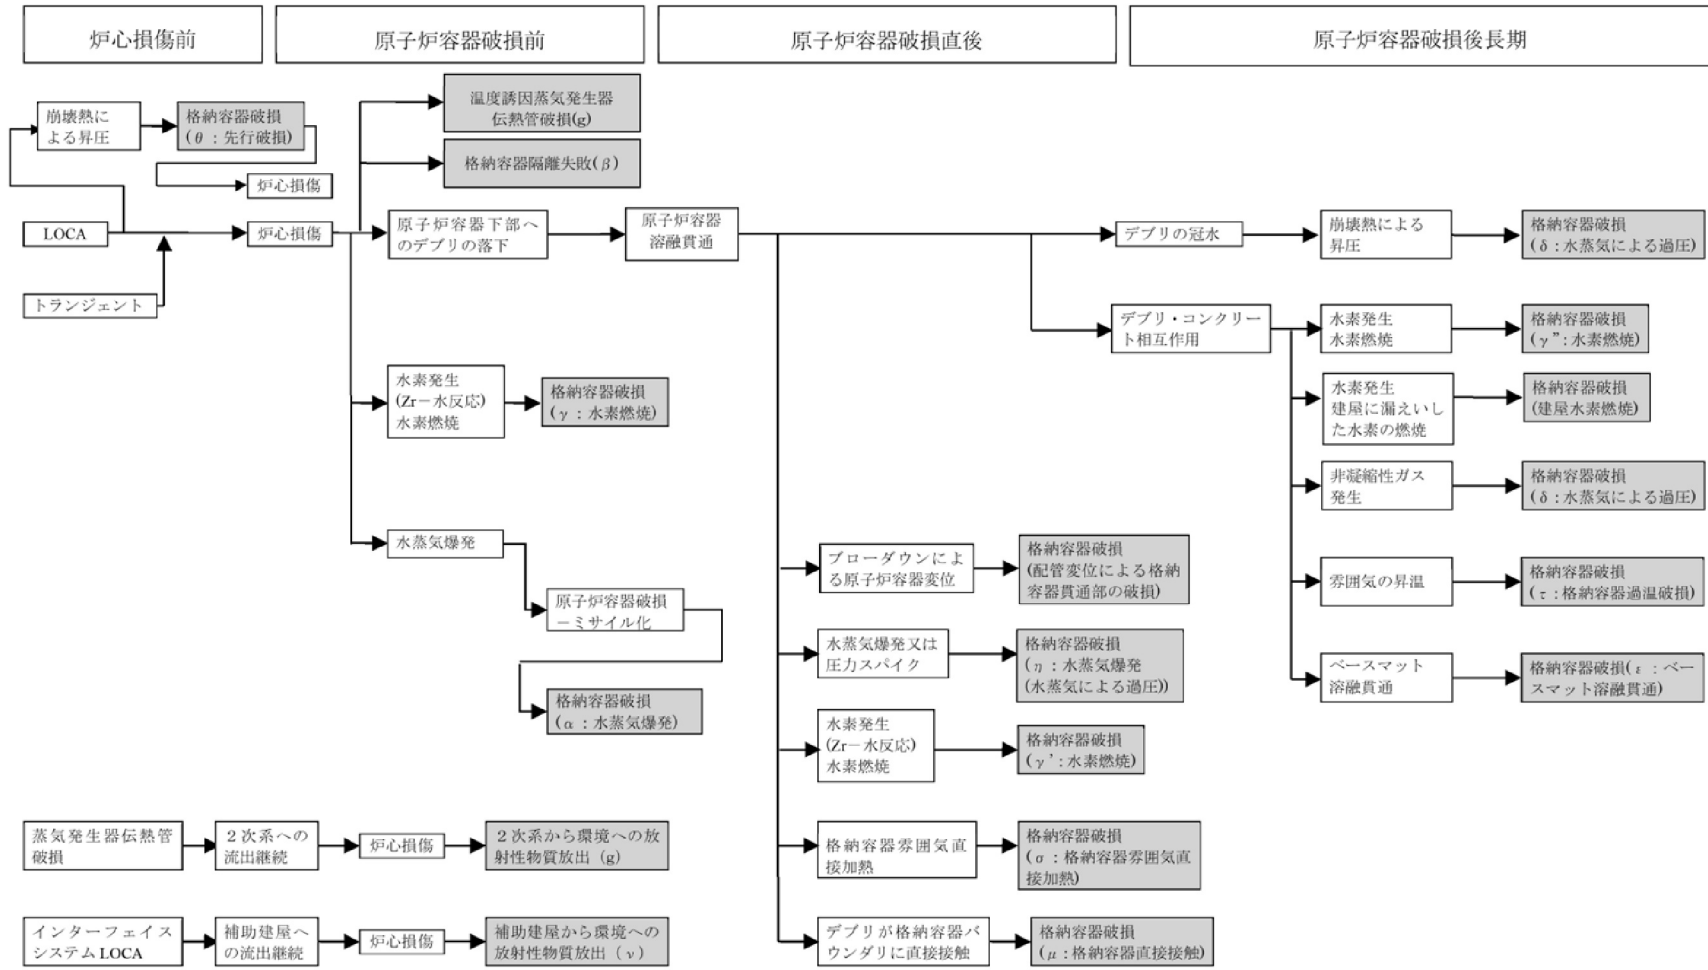 炉心損傷前
原子炉容器破損前
原子炉容器破損直後
原子炉容器破損後長期
崩壊熱に
よる昇圧
格納容器破損
(θ：先行破損)
炉心損傷
温度誘因蒸気発生器
伝熱管破損(g)
格納容器隔離失敗(β)
LOCA
炉心損傷
原子炉容器下部へ
のデブリの落下
原子炉容器
溶融貫通
デブリの冠水
崩壊熱による
昇圧
格納容器破損
(δ：水蒸気による過圧)
トランジェント
デブリ・コンクリー
ト相互作用
水素発生
水素燃焼
格納容器破損
(γ”：水素燃焼)
水素発生
(Zr－水反応)
水素燃焼
格納容器破損
(γ：水素燃焼)
水素発生
建屋に漏えいし
た水素の燃焼
格納容器破損
(建屋水素燃焼)
非凝縮性ガス
発生
格納容器破損
(δ：水蒸気による過圧)
水蒸気爆発
原子炉容器破損
－ミサイル化
格納容器破損
(α：水蒸気爆発)
ブローダウンによ
る原子炉容器変位
格納容器破損
(配管変位による格納
容器貫通部の破損)
雰囲気の昇温
格納容器破損
(τ：格納容器過温破損)
水蒸気爆発又は
圧力スパイク
格納容器破損
(η：水蒸気爆発
(水蒸気による過圧))
ベースマット
溶融貫通
格納容器破損(ε：ベー
スマット溶融貫通)
水素発生
(Zr－水反応)
水素燃焼
格納容器破損
(γ’：水素燃焼)
蒸気発生器伝熱管
破損
２次系への
流出継続
炉心損傷
２次系から環境への放
射性物質放出（g）
格納容器雰囲気直
接加熱
格納容器破損
(σ：格納容器雰囲気直
接加熱)
インターフェイス
システム LOCA
補助建屋へ
の流出継続
炉心損傷
補助建屋から環境への
放射性物質放出（ν）
デブリが格納容器バ
ウンダリに直接接触
格納容器破損
(μ：格納容器直接接触)